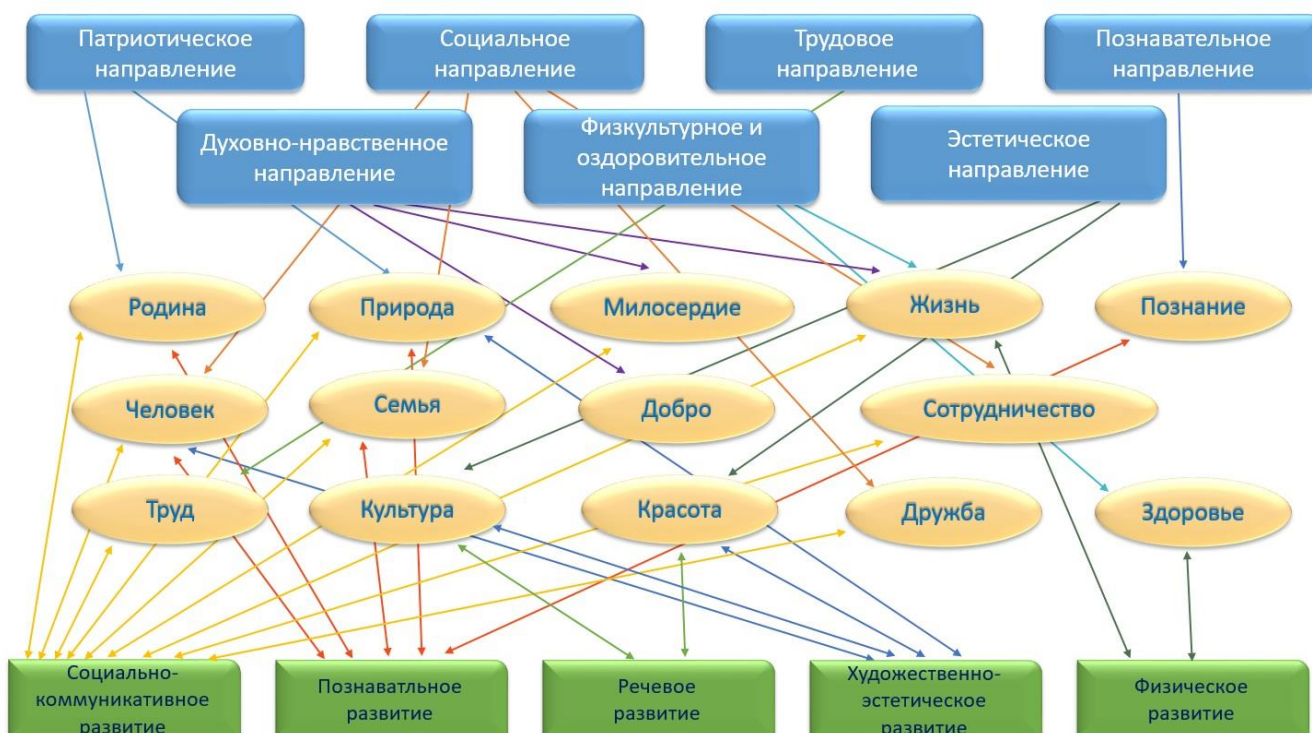 Патриотическое
направление
Социальное
направление
Трудовое
направление
Познавательное
направление
Духовно-нравственное
направление
Физкультурное и
оздоровительное
направление
Эстетическое
направление
Родина
Природа
Милосердие
Жизнь
Познание
Человек
Семья
Добро
Сотрудничество
Труд
Культура
Красота
Дружба
Здоровье
Социально-
коммуникативное
развитие
Познаватльное
развитие
Речевое
развитие
Художественно-
эстетическое
развитие
Физическое
развитие